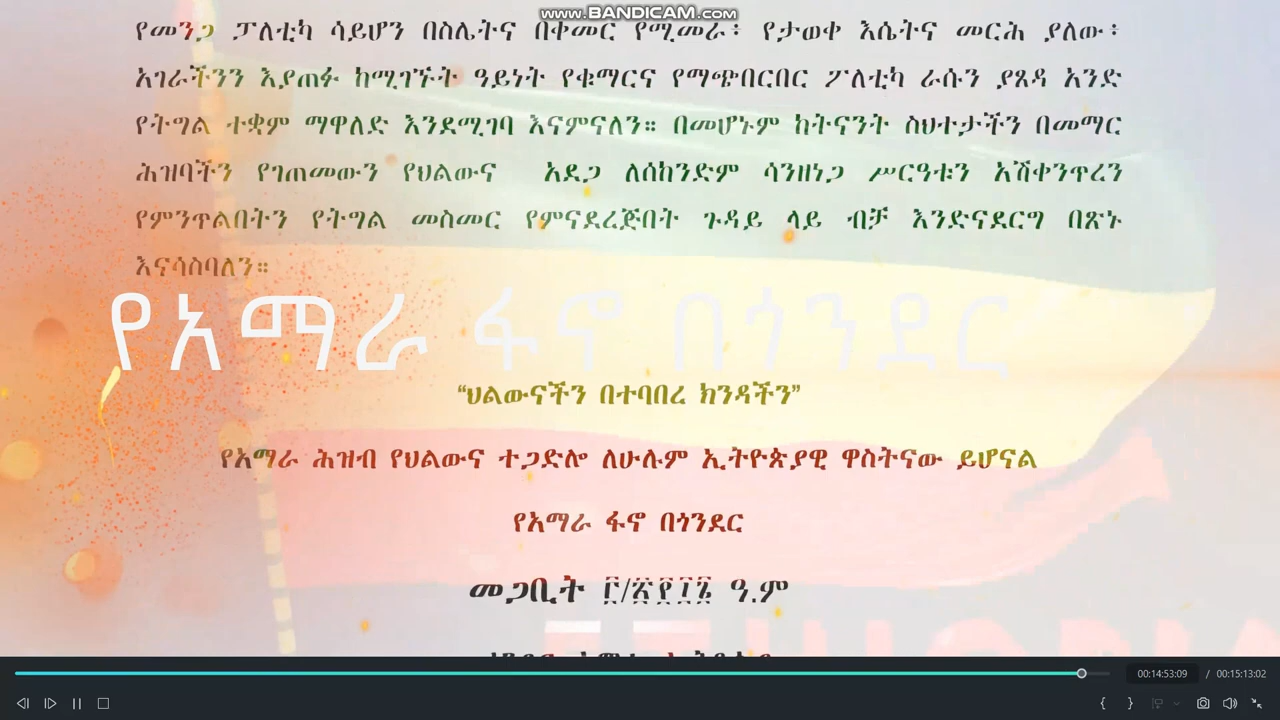 www.BANDICAM.com
የመንጋ ፓለቲካ ሳይሆን በስሌትና በቀመር የሚመራ፥ የታወቀ እሴትና መርሕ ያለው፥
አገራችንን እያጠፉ ከሚገኙት ዓይነት የቁማርና የማጭበርበር ፖለቲካ ራሱን ያጸዳ አንድ
የትግል ተቋም ማዋለድ እንደሚገባ እናምናለን። በመሆኑም ከትናንት ስህተታችን በመማር
ሕዝባችን የገጠመውን የህልውና አደጋ ለሰከንድም ሳንዘነጋ ሥርዓቱን አሽቀንጥረን
የምንጥልበትን የትግል መስመር የምናደረጅበት ጉዳይ ላይ ብቻ እንድናደርግ በጽኑ
እናሳስባለን።
የአማራ ፋኖ በጎንደር
“ህልውናችን በተባበረ ክንዳችን”
የአማራ ሕዝብ የህልውና ተጋድሎ ለሁሉም ኢትዮጵያዊ ዋስትናው ይሆናል
የአማራ ፋኖ በጎንደር
መጋቢት ፫/፳፻፲፯ ዓ.ም
00:14:53:09 / 00:15:13:02